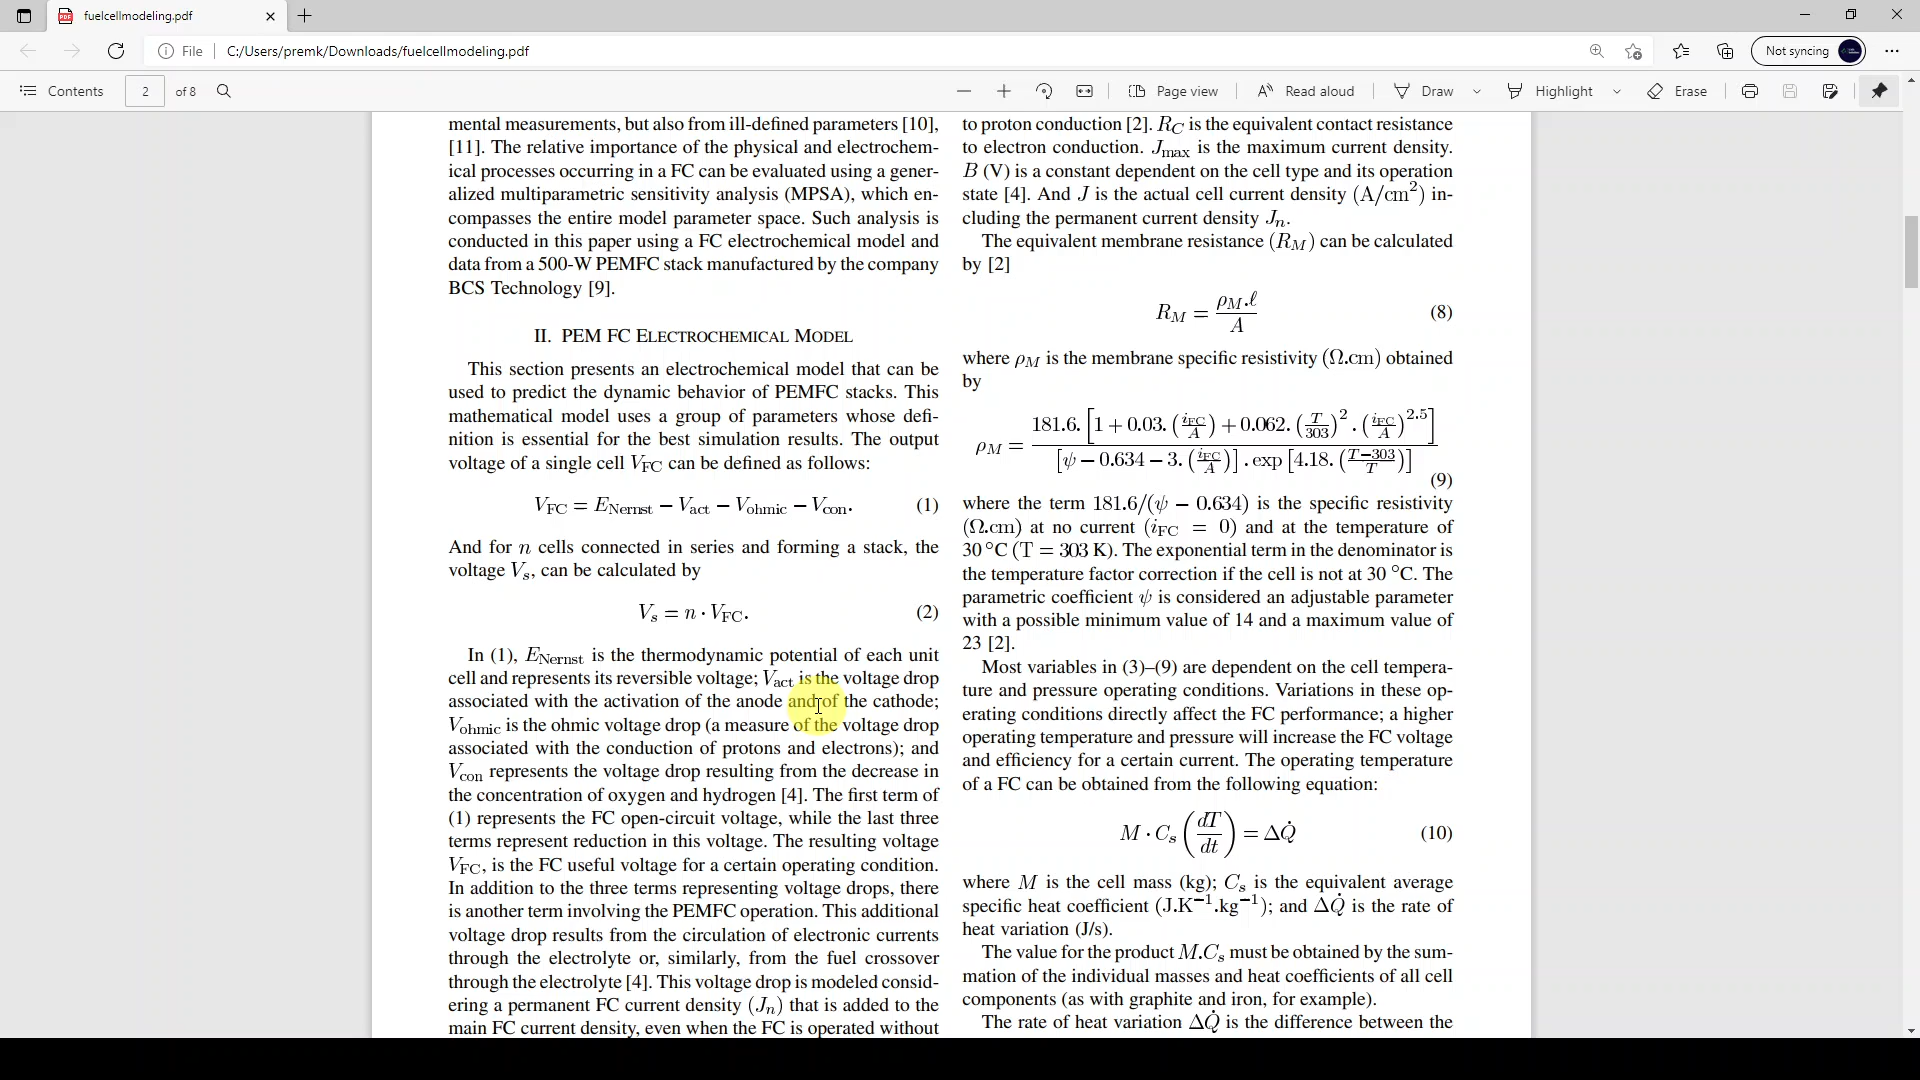 fuelcellmodeling.pdf
File
C:/Users/premk/Downloads/fuelcellmodeling.pdf
Not syncing
Contents
2
of 8
Page view
Read aloud
Draw
Highlight
Erase
mental measurements, but also from ill-defined parameters [10],
[11]. The relative importance of the physical and electrochem-
ical processes occurring in a FC can be evaluated using a gener-
alized multiparametric sensitivity analysis (MPSA), which en-
compasses the entire model parameter space. Such analysis is
conducted in this paper using a FC electrochemical model and
data from a 500-W PEMFC stack manufactured by the company
BCS Technology [9].
II. PEM FC ELECTROCHEMICAL MODEL
This section presents an electrochemical model that can be
used to predict the dynamic behavior of PEMFC stacks. This
mathematical model uses a group of parameters whose defi-
nition is essential for the best simulation results. The output
voltage of a single cell V_FC can be defined as follows:
V_FC = E_Nernst − V_act − V_ohmic − V_con. (1)
And for n cells connected in series and forming a stack, the
voltage V_s, can be calculated by
V_s = n · V_FC. (2)
In (1), E_Nernst is the thermodynamic potential of each unit
cell and represents its reversible voltage; V_act is the voltage drop
associated with the activation of the anode and of the cathode;
V_ohmic is the ohmic voltage drop (a measure of the voltage drop
associated with the conduction of protons and electrons); and
V_con represents the voltage drop resulting from the decrease in
the concentration of oxygen and hydrogen [4]. The first term of
(1) represents the FC open-circuit voltage, while the last three
terms represent reduction in this voltage. The resulting voltage
V_FC, is the FC useful voltage for a certain operating condition.
In addition to the three terms representing voltage drops, there
is another term involving the PEMFC operation. This additional
voltage drop results from the circulation of electronic currents
through the electrolyte or, similarly, from the fuel crossover
through the electrolyte [4]. This voltage drop is modeled consid-
ering a permanent FC current density (J_n) that is added to the
main FC current density, even when the FC is operated without
to proton conduction [2]. R_C is the equivalent contact resistance
to electron conduction. J_max is the maximum current density.
B (V) is a constant dependent on the cell type and its operation
state [4]. And J is the actual cell current density (A/cm²) in-
cluding the permanent current density J_n.
The equivalent membrane resistance (R_M) can be calculated
by [2]
R_M = ρ_M.ℓ / A (8)
where ρ_M is the membrane specific resistivity (Ω.cm) obtained
by
ρ_M = 181.6. [1 + 0.03. (i_FC/A) + 0.062. (T/303)² . (i_FC/A)^2.5] / [ψ − 0.634 − 3. (i_FC/A)] . exp [4.18. (T−303/T)]
(9)
where the term 181.6/(ψ − 0.634) is the specific resistivity
(Ω.cm) at no current (i_FC = 0) and at the temperature of
30 °C (T = 303 K). The exponential term in the denominator is
the temperature factor correction if the cell is not at 30 °C. The
parametric coefficient ψ is considered an adjustable parameter
with a possible minimum value of 14 and a maximum value of
23 [2].
Most variables in (3)–(9) are dependent on the cell tempera-
ture and pressure operating conditions. Variations in these op-
erating conditions directly affect the FC performance; a higher
operating temperature and pressure will increase the FC voltage
and efficiency for a certain current. The operating temperature
of a FC can be obtained from the following equation:
M · C_s (dT/dt) = ΔQ̇ (10)
where M is the cell mass (kg); C_s is the equivalent average
specific heat coefficient (J.K⁻¹.kg⁻¹); and ΔQ̇ is the rate of
heat variation (J/s).
The value for the product M.C_s must be obtained by the sum-
mation of the individual masses and heat coefficients of all cell
components (as with graphite and iron, for example).
The rate of heat variation ΔQ̇ is the difference between the